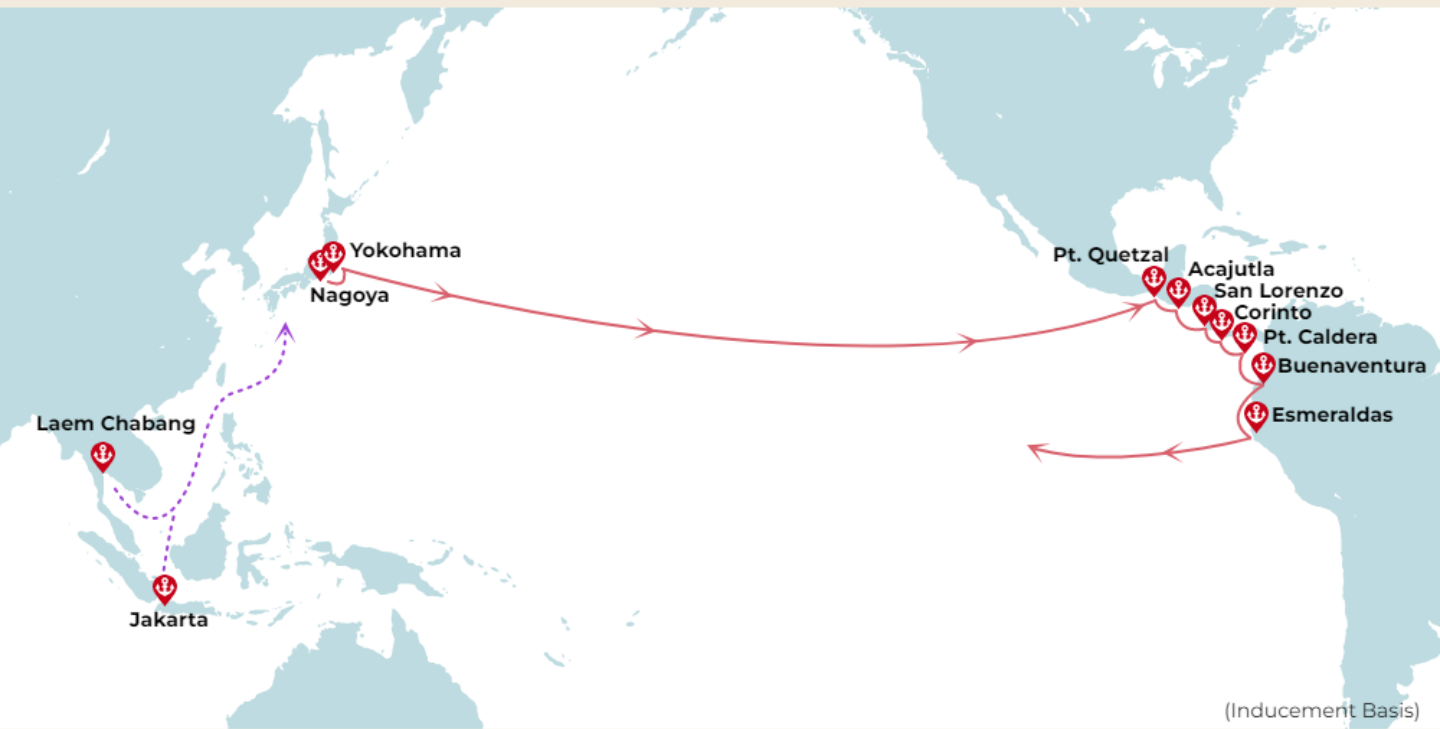 Yokohama
Nagoya
Pt. Quetzal
Acajutla
San Lorenzo
Corinto
Pt. Caldera
Buenaventura
Esmeraldas
Laem Chabang
Jakarta
(Inducement Basis)